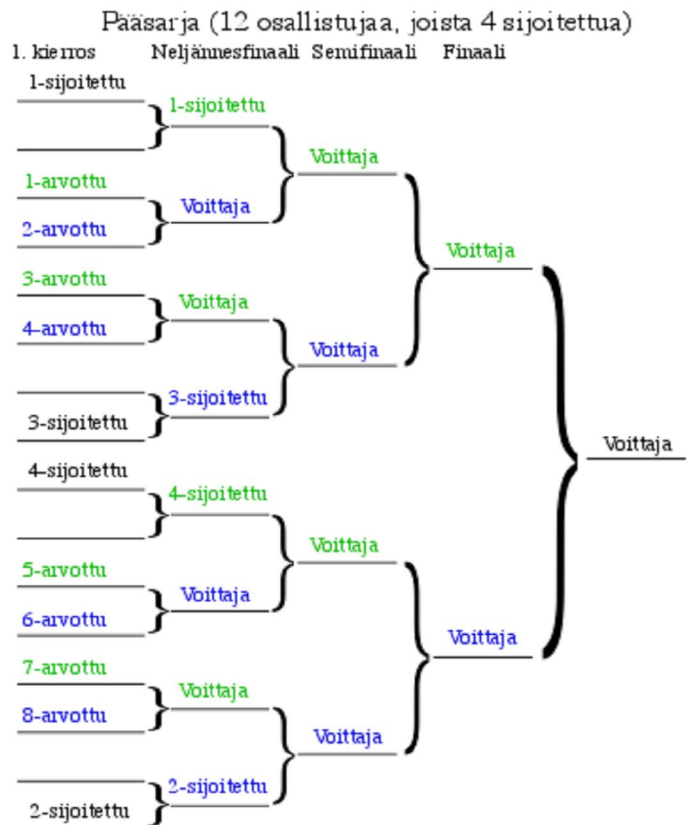 Pääsarja (12 osallistujaa, joista 4 sijoitettua)
1. kierros Neljännesfinaali Semifinaali Finaali
1-sijoitettu
1-sijoitettu
Voittaja
1-arvottu
Voittaja
2-arvottu
Voittaja
3-arvottu
Voittaja
4-arvottu
Voittaja
3-sijoitettu
3-sijoitettu
Voittaja
4-sijoitettu
4-sijoitettu
Voittaja
5-arvottu
Voittaja
6-arvottu
Voittaja
7-arvottu
Voittaja
8-arvottu
Voittaja
2-sijoitettu
2-sijoitettu